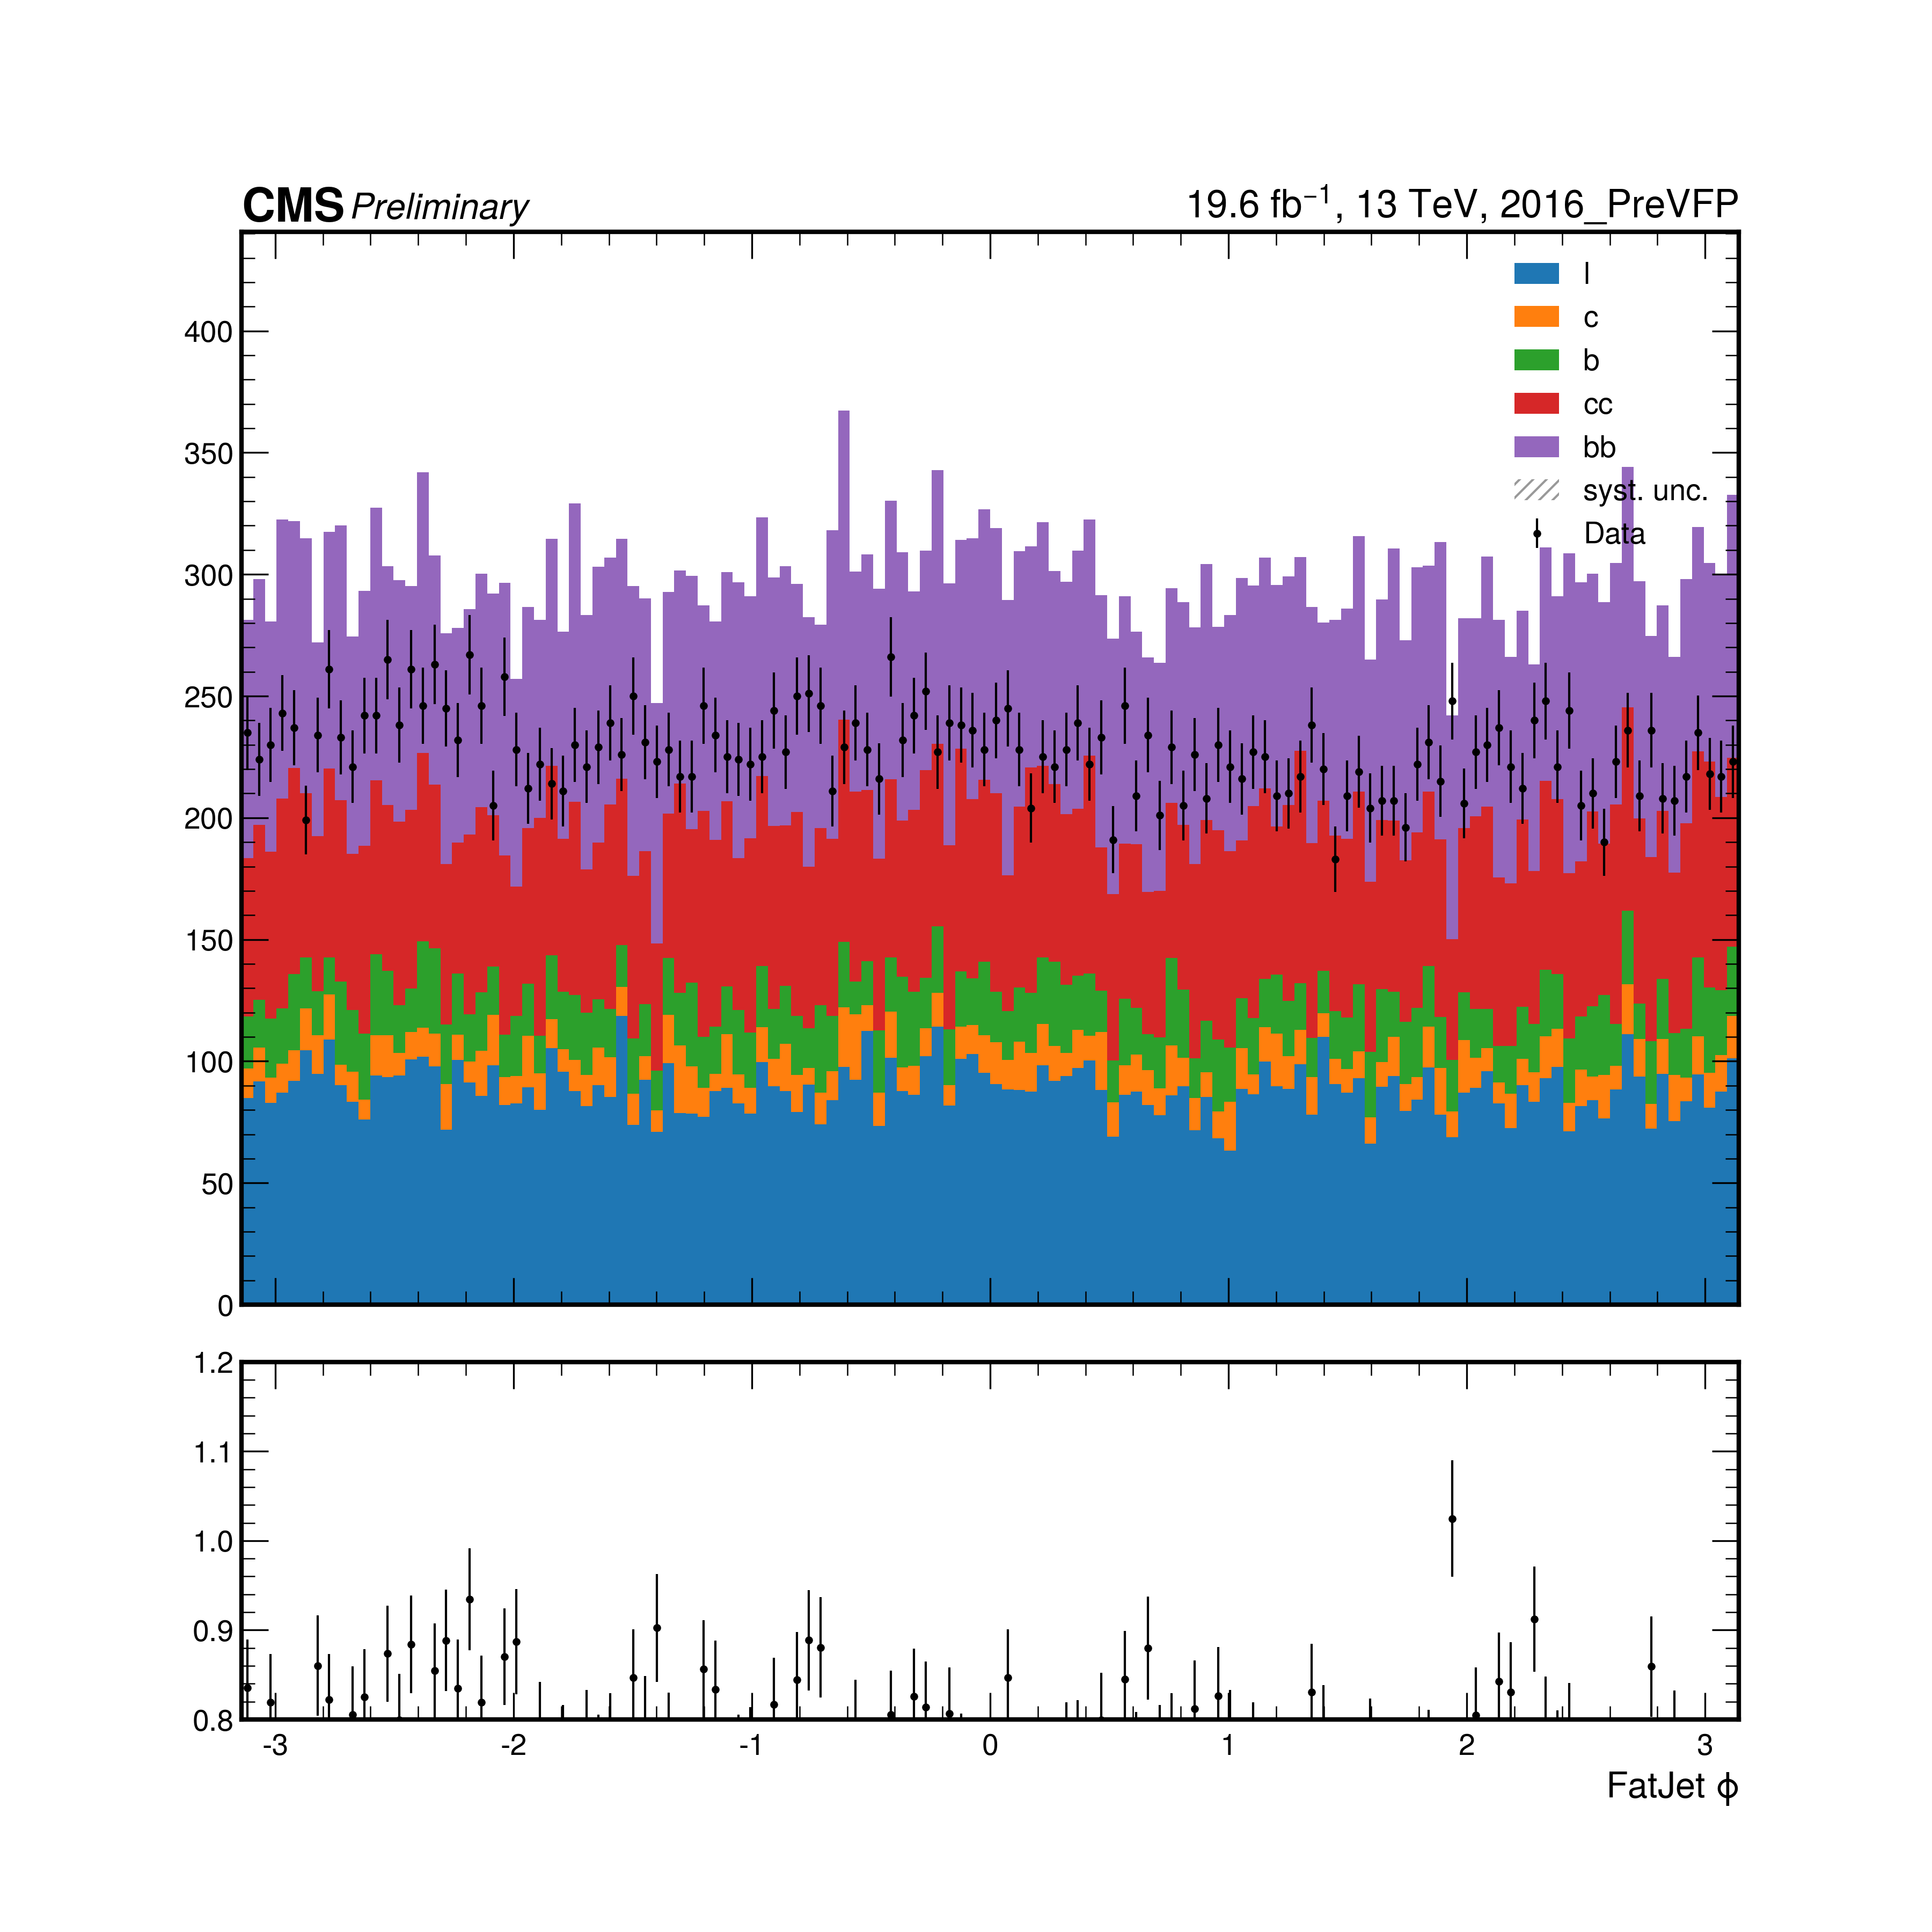 CMS Preliminary
19.6 fb⁻¹, 13 TeV, 2016_PreVFP
l
c
b
cc
bb
syst. unc.
Data
400
350
300
250
200
150
100
50
0
1.2
1.1
1.0
0.9
0.8
-3 -2 -1 0 1 2 3
FatJet ϕ